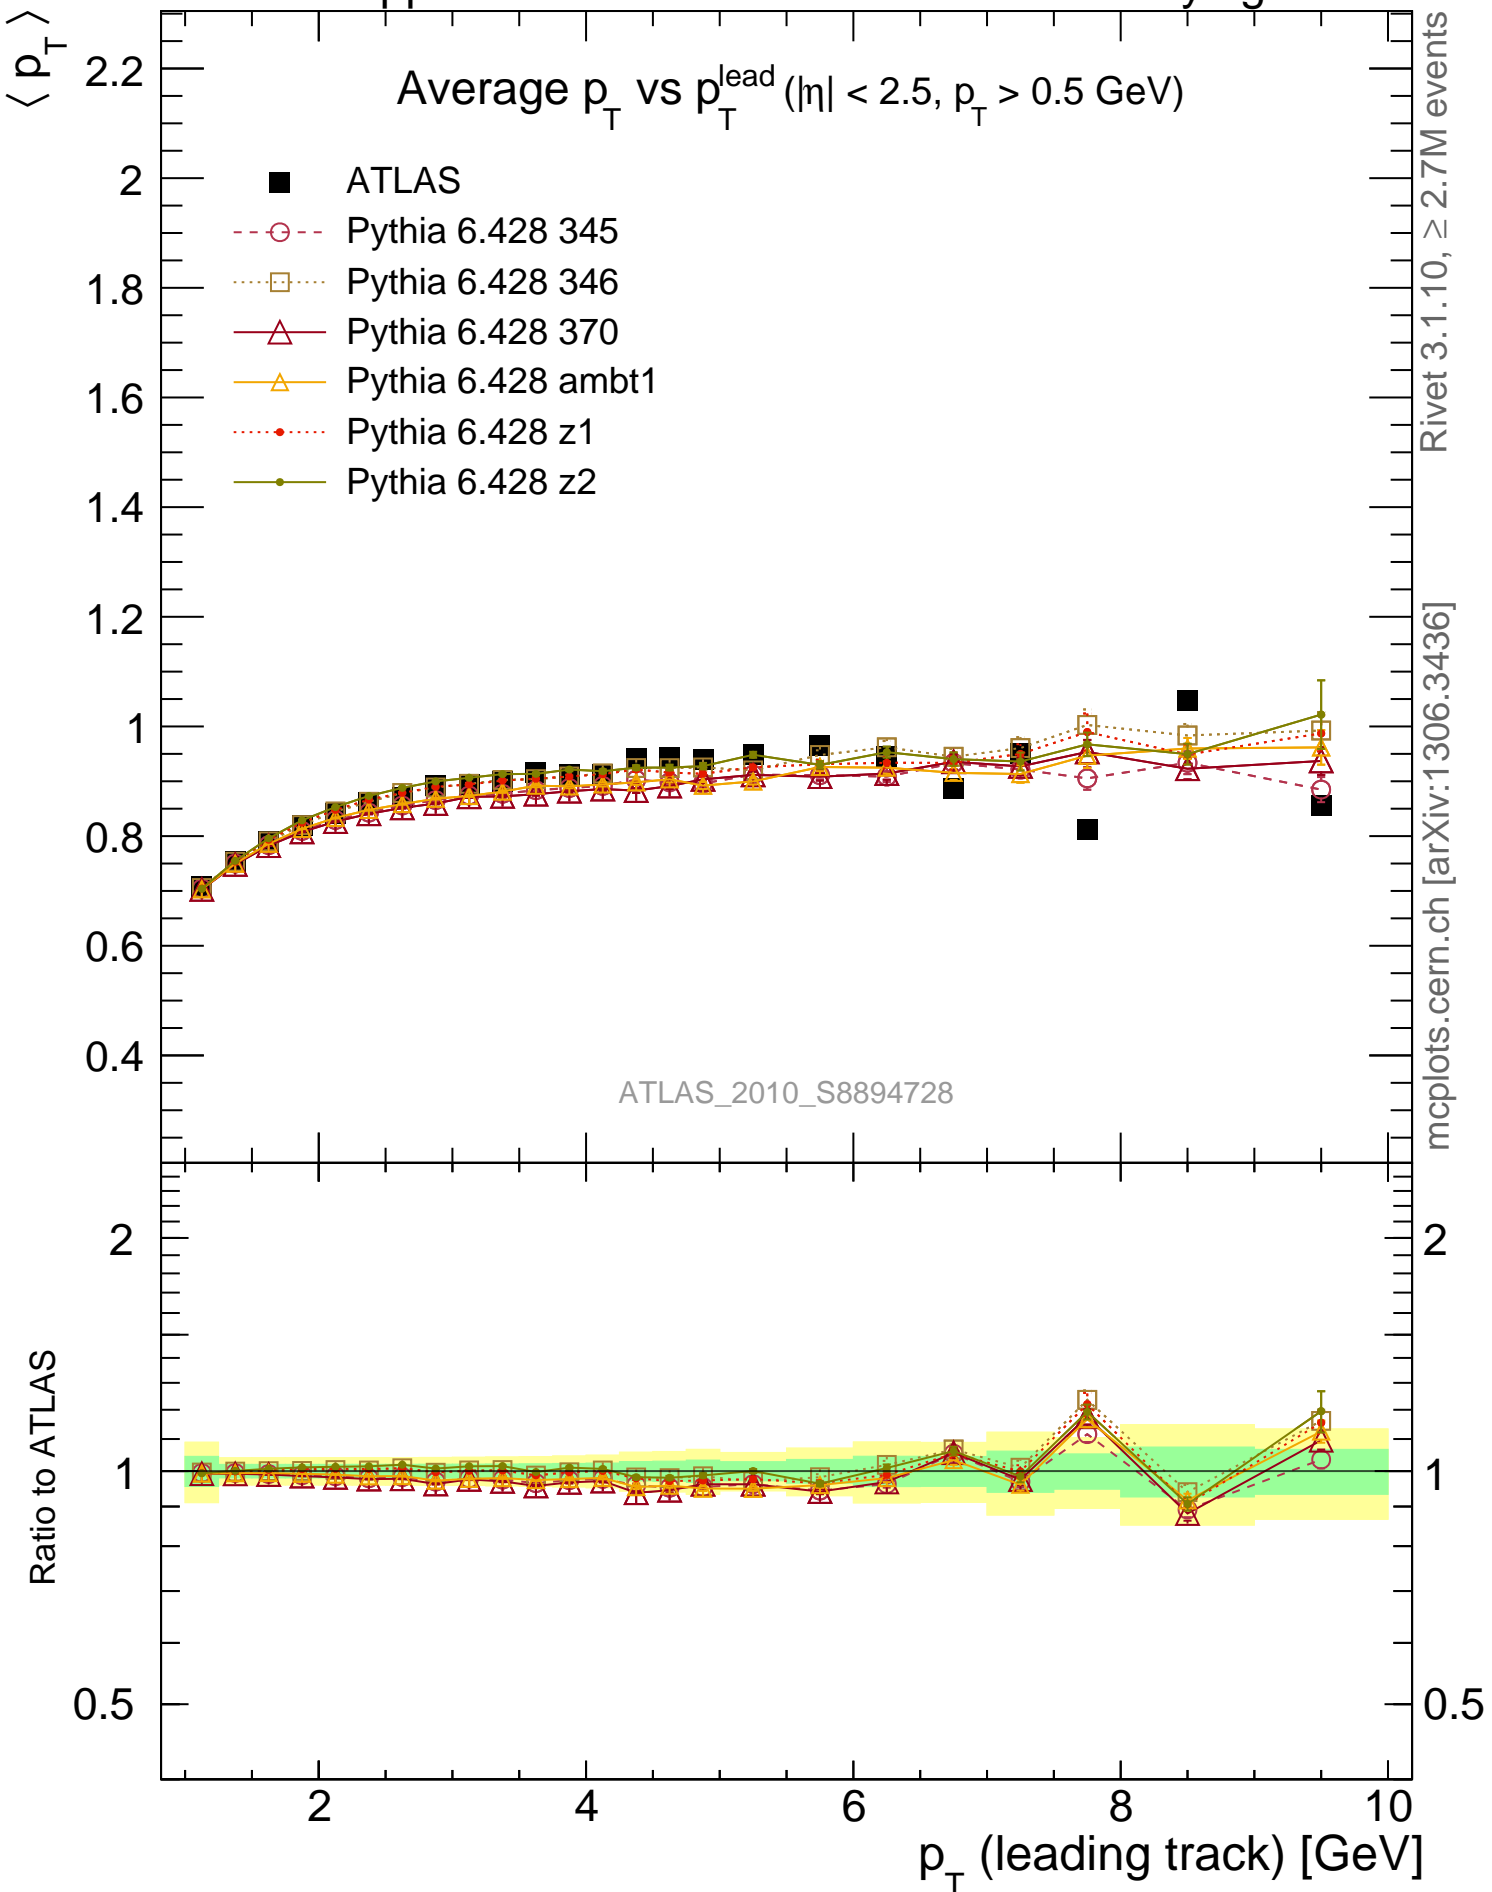 Average p_T vs p_T^lead (|η| < 2.5, p_T > 0.5 GeV)
⟨ p_T ⟩
2.2
2
1.8
1.6
1.4
1.2
1
0.8
0.6
0.4
ATLAS
Pythia 6.428 345
Pythia 6.428 346
Pythia 6.428 370
Pythia 6.428 ambt1
Pythia 6.428 z1
Pythia 6.428 z2
ATLAS_2010_S8894728
Rivet 3.1.10, ≥ 2.7M events
mcplots.cern.ch [arXiv:1306.3436]
Ratio to ATLAS
2
1
0.5
2
1
0.5
2 4 6 8 10
p_T (leading track) [GeV]